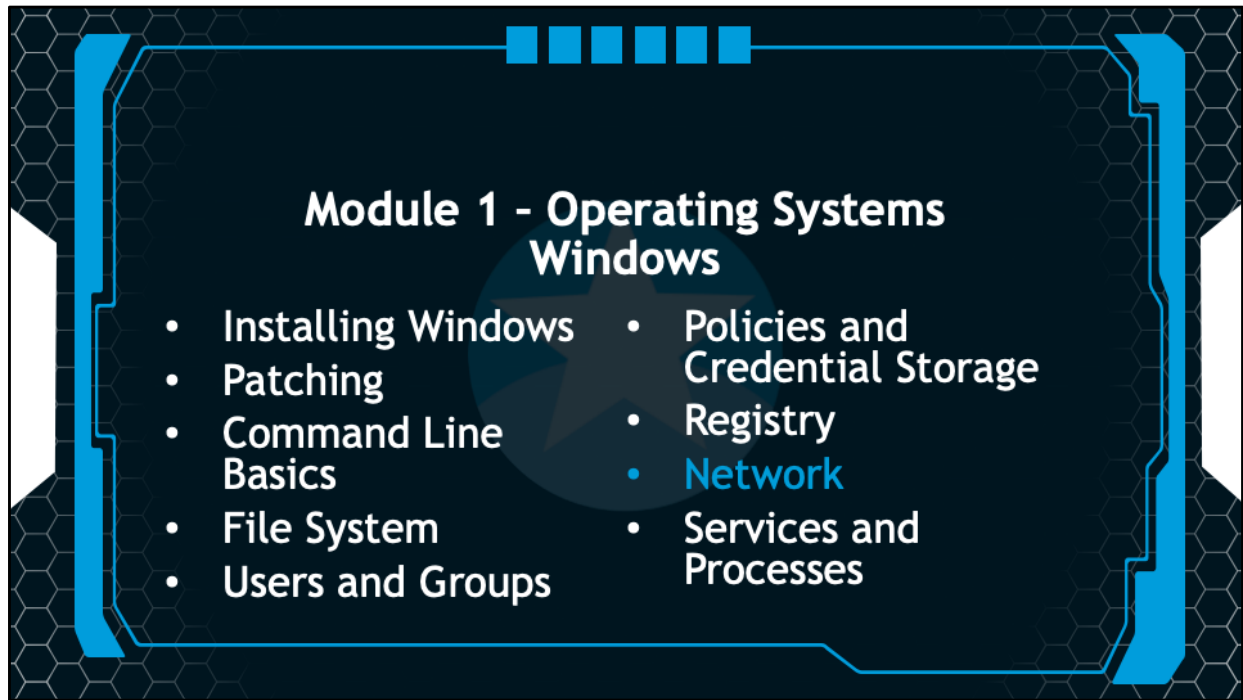 Module 1 – Operating Systems
Windows
• Installing Windows
• Patching
• Command Line
Basics
• File System
• Users and Groups
• Policies and
Credential Storage
• Registry
• Network
• Services and
Processes